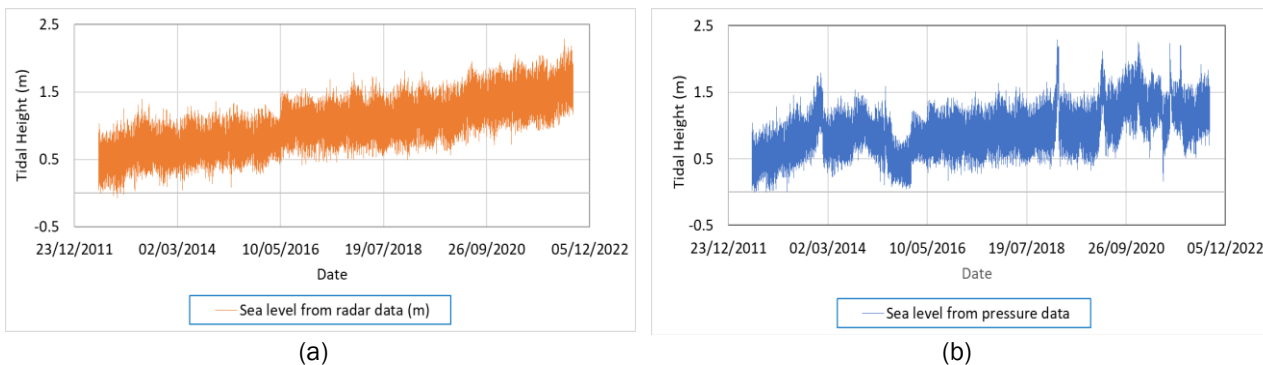 2.5
1.5
0.5
-0.5
Tidal Height (m)
23/12/2011 02/03/2014 10/05/2016 19/07/2018 26/09/2020 05/12/2022
Date
Sea level from radar data (m)
(a)
2.5
1.5
0.5
-0.5
Tidal Height (m)
23/12/2011 02/03/2014 10/05/2016 19/07/2018 26/09/2020 05/12/2022
Date
Sea level from pressure data
(b)